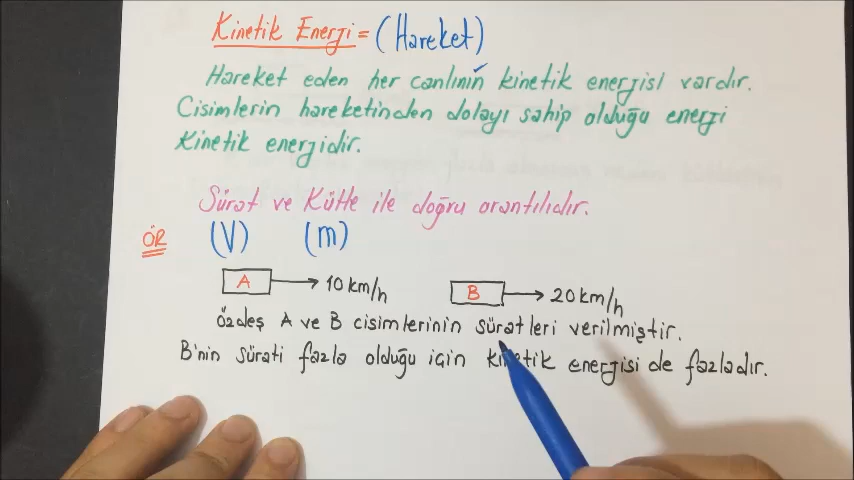 Kinetik Enerji = (Hareket)
Hareket eden her canlının kinetik enerjisi vardır.
Cisimlerin hareketinden dolayı sahip olduğu enerji
kinetik enerjidir.
Sürat ve Kütle ile doğru orantılıdır.
ÖR (V) (m)
A 10 km/h B 20 km/h
Özdeş A ve B cisimlerinin süratleri verilmiştir.
B'nin sürati fazla olduğu için kinetik energisi de fazladır.